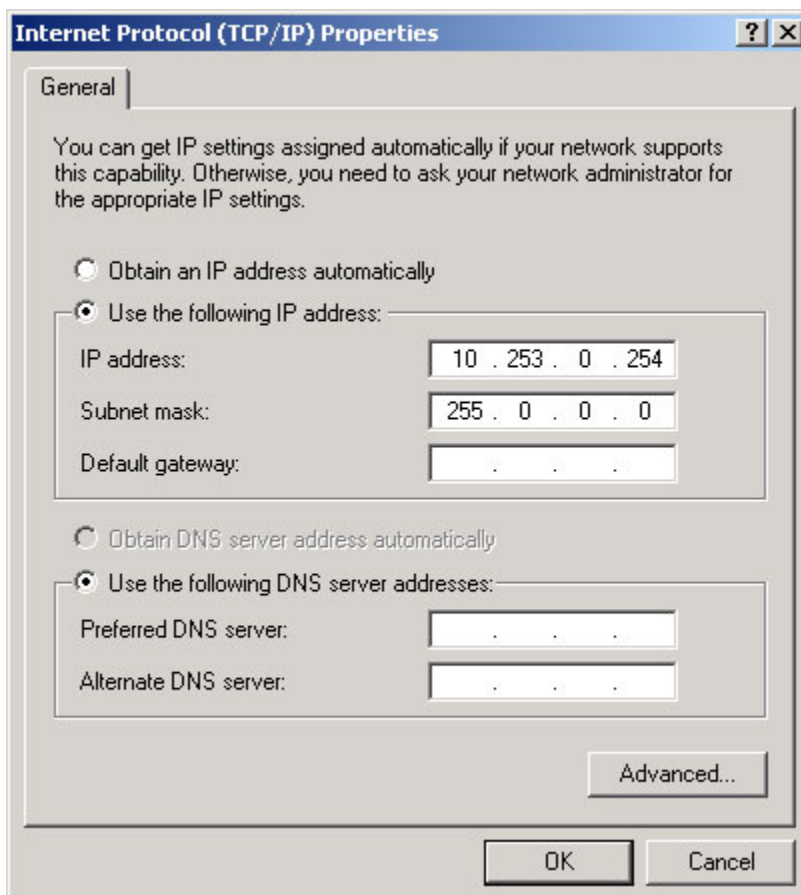 Internet Protocol (TCP/IP) Properties
General
You can get IP settings assigned automatically if your network supports
this capability. Otherwise, you need to ask your network administrator for
the appropriate IP settings.
Obtain an IP address automatically
Use the following IP address:
IP address: 10 . 253 . 0 . 254
Subnet mask: 255 . 0 . 0 . 0
Default gateway: . . .
Obtain DNS server address automatically
Use the following DNS server addresses:
Preferred DNS server: . . .
Alternate DNS server: . . .
Advanced...
OK Cancel